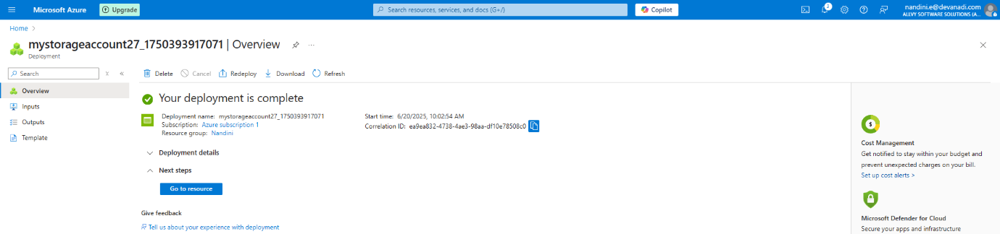 Microsoft Azure
Upgrade
Search resources, services, and docs (G+/)
Copilot
3
nandini.e@devanadi.com
ALLVY SOFTWARE SOLUTIONS (A...
Home >
mystorageaccount27_1750393917071 | Overview
...
Deployment
Search
Delete
Cancel
Redeploy
Download
Refresh
Overview
Inputs
Outputs
Template
Your deployment is complete
Deployment name: mystorageaccount27_1750393917071
Subscription: Azure subscription 1
Resource group: Nandini
Start time: 6/20/2025, 10:02:54 AM
Correlation ID: ea9ea832-4738-4ae3-98aa-df10e78508c0
Deployment details
Next steps
Go to resource
Give feedback
Tell us about your experience with deployment
$
Cost Management
Get notified to stay within your budget and
prevent unexpected charges on your bill.
Set up cost alerts >
Microsoft Defender for Cloud
Secure your apps and infrastructure